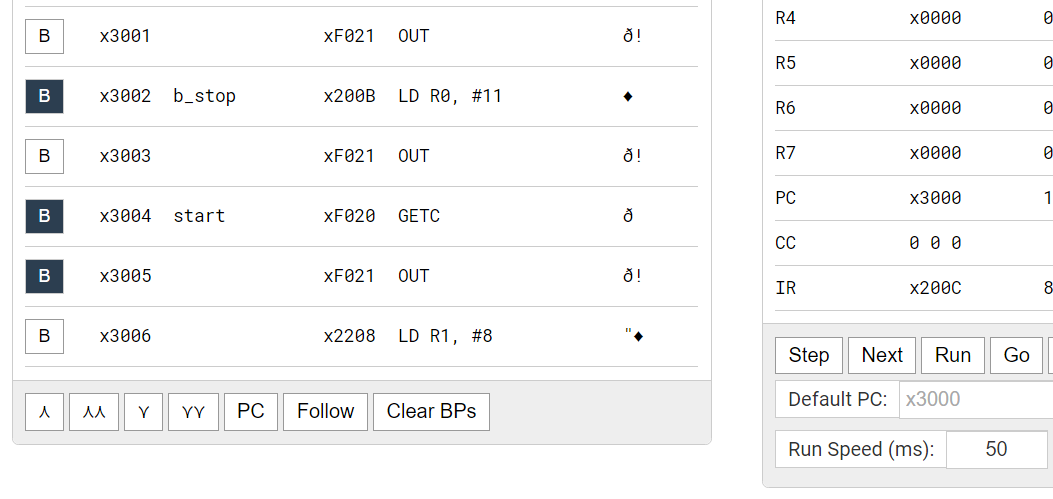 B x3001 xF021 OUT ð!
B x3002 b_stop x200B LD R0, #11 ♦
B x3003 xF021 OUT ð!
B x3004 start xF020 GETC ð
B x3005 xF021 OUT ð!
B x3006 x2208 LD R1, #8 "♦
⅄ ⅄⅄ Y YY PC Follow Clear BPs
R4 x0000 0
R5 x0000 0
R6 x0000 0
R7 x0000 0
PC x3000 1
CC 0 0 0
IR x200C 8
Step Next Run Go
Default PC: x3000
Run Speed (ms): 50